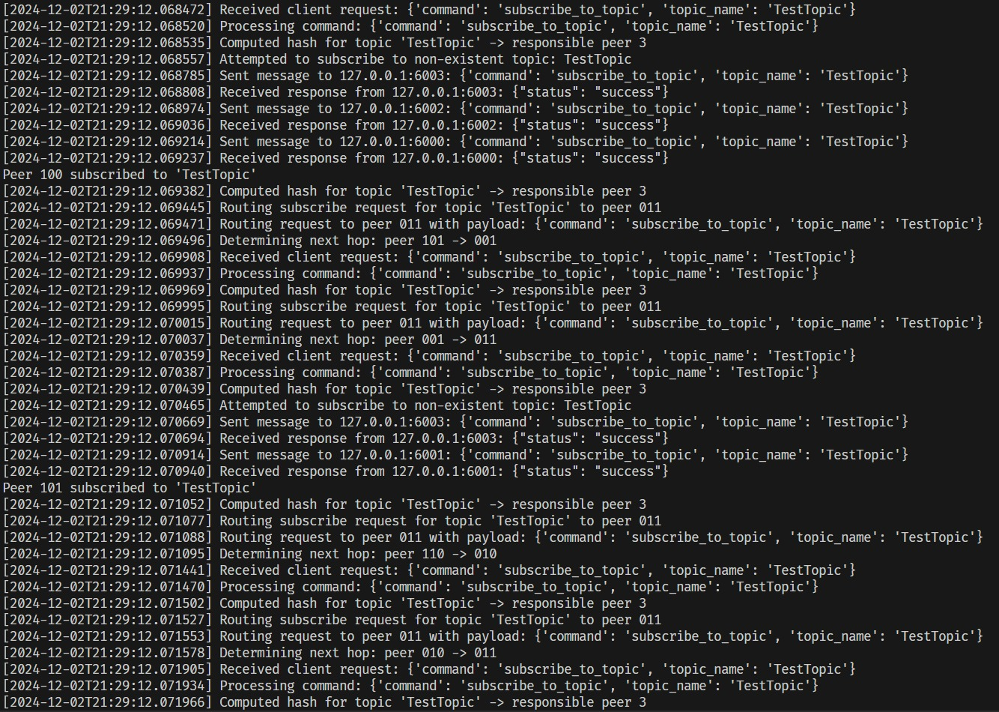 [2024-12-02T21:29:12.068472] Received client request: {'command': 'subscribe_to_topic', 'topic_name': 'TestTopic'}
[2024-12-02T21:29:12.068520] Processing command: {'command': 'subscribe_to_topic', 'topic_name': 'TestTopic'}
[2024-12-02T21:29:12.068535] Computed hash for topic 'TestTopic' -> responsible peer 3
[2024-12-02T21:29:12.068557] Attempted to subscribe to non-existent topic: TestTopic
[2024-12-02T21:29:12.068785] Sent message to 127.0.0.1:6003: {'command': 'subscribe_to_topic', 'topic_name': 'TestTopic'}
[2024-12-02T21:29:12.068808] Received response from 127.0.0.1:6003: {"status": "success"}
[2024-12-02T21:29:12.068974] Sent message to 127.0.0.1:6002: {'command': 'subscribe_to_topic', 'topic_name': 'TestTopic'}
[2024-12-02T21:29:12.069036] Received response from 127.0.0.1:6002: {"status": "success"}
[2024-12-02T21:29:12.069214] Sent message to 127.0.0.1:6000: {'command': 'subscribe_to_topic', 'topic_name': 'TestTopic'}
[2024-12-02T21:29:12.069237] Received response from 127.0.0.1:6000: {"status": "success"}
Peer 100 subscribed to 'TestTopic'
[2024-12-02T21:29:12.069382] Computed hash for topic 'TestTopic' -> responsible peer 3
[2024-12-02T21:29:12.069445] Routing subscribe request for topic 'TestTopic' to peer 011
[2024-12-02T21:29:12.069471] Routing request to peer 011 with payload: {'command': 'subscribe_to_topic', 'topic_name': 'TestTopic'}
[2024-12-02T21:29:12.069496] Determining next hop: peer 101 -> 001
[2024-12-02T21:29:12.069908] Received client request: {'command': 'subscribe_to_topic', 'topic_name': 'TestTopic'}
[2024-12-02T21:29:12.069937] Processing command: {'command': 'subscribe_to_topic', 'topic_name': 'TestTopic'}
[2024-12-02T21:29:12.069969] Computed hash for topic 'TestTopic' -> responsible peer 3
[2024-12-02T21:29:12.069995] Routing subscribe request for topic 'TestTopic' to peer 011
[2024-12-02T21:29:12.070015] Routing request to peer 011 with payload: {'command': 'subscribe_to_topic', 'topic_name': 'TestTopic'}
[2024-12-02T21:29:12.070037] Determining next hop: peer 001 -> 011
[2024-12-02T21:29:12.070359] Received client request: {'command': 'subscribe_to_topic', 'topic_name': 'TestTopic'}
[2024-12-02T21:29:12.070387] Processing command: {'command': 'subscribe_to_topic', 'topic_name': 'TestTopic'}
[2024-12-02T21:29:12.070439] Computed hash for topic 'TestTopic' -> responsible peer 3
[2024-12-02T21:29:12.070465] Attempted to subscribe to non-existent topic: TestTopic
[2024-12-02T21:29:12.070669] Sent message to 127.0.0.1:6003: {'command': 'subscribe_to_topic', 'topic_name': 'TestTopic'}
[2024-12-02T21:29:12.070694] Received response from 127.0.0.1:6003: {"status": "success"}
[2024-12-02T21:29:12.070914] Sent message to 127.0.0.1:6001: {'command': 'subscribe_to_topic', 'topic_name': 'TestTopic'}
[2024-12-02T21:29:12.070940] Received response from 127.0.0.1:6001: {"status": "success"}
Peer 101 subscribed to 'TestTopic'
[2024-12-02T21:29:12.071052] Computed hash for topic 'TestTopic' -> responsible peer 3
[2024-12-02T21:29:12.071077] Routing subscribe request for topic 'TestTopic' to peer 011
[2024-12-02T21:29:12.071088] Routing request to peer 011 with payload: {'command': 'subscribe_to_topic', 'topic_name': 'TestTopic'}
[2024-12-02T21:29:12.071095] Determining next hop: peer 110 -> 010
[2024-12-02T21:29:12.071441] Received client request: {'command': 'subscribe_to_topic', 'topic_name': 'TestTopic'}
[2024-12-02T21:29:12.071470] Processing command: {'command': 'subscribe_to_topic', 'topic_name': 'TestTopic'}
[2024-12-02T21:29:12.071502] Computed hash for topic 'TestTopic' -> responsible peer 3
[2024-12-02T21:29:12.071527] Routing subscribe request for topic 'TestTopic' to peer 011
[2024-12-02T21:29:12.071553] Routing request to peer 011 with payload: {'command': 'subscribe_to_topic', 'topic_name': 'TestTopic'}
[2024-12-02T21:29:12.071578] Determining next hop: peer 010 -> 011
[2024-12-02T21:29:12.071905] Received client request: {'command': 'subscribe_to_topic', 'topic_name': 'TestTopic'}
[2024-12-02T21:29:12.071934] Processing command: {'command': 'subscribe_to_topic', 'topic_name': 'TestTopic'}
[2024-12-02T21:29:12.071966] Computed hash for topic 'TestTopic' -> responsible peer 3